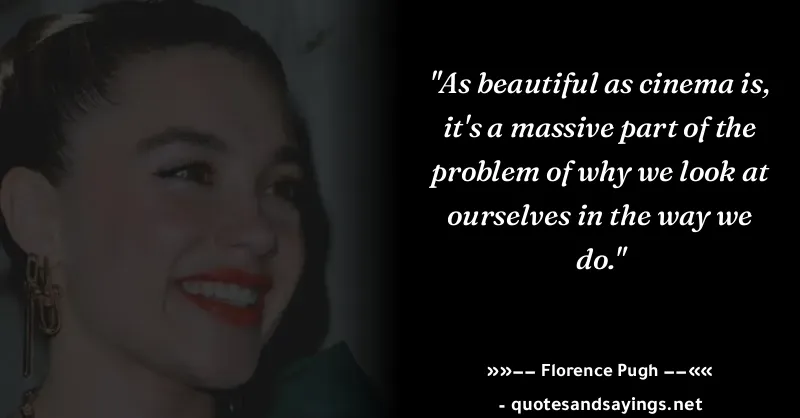 "As beautiful as cinema is,
it's a massive part of the
problem of why we look at
ourselves in the way we
do."
»»−− Florence Pugh −−««
- quotesandsayings.net